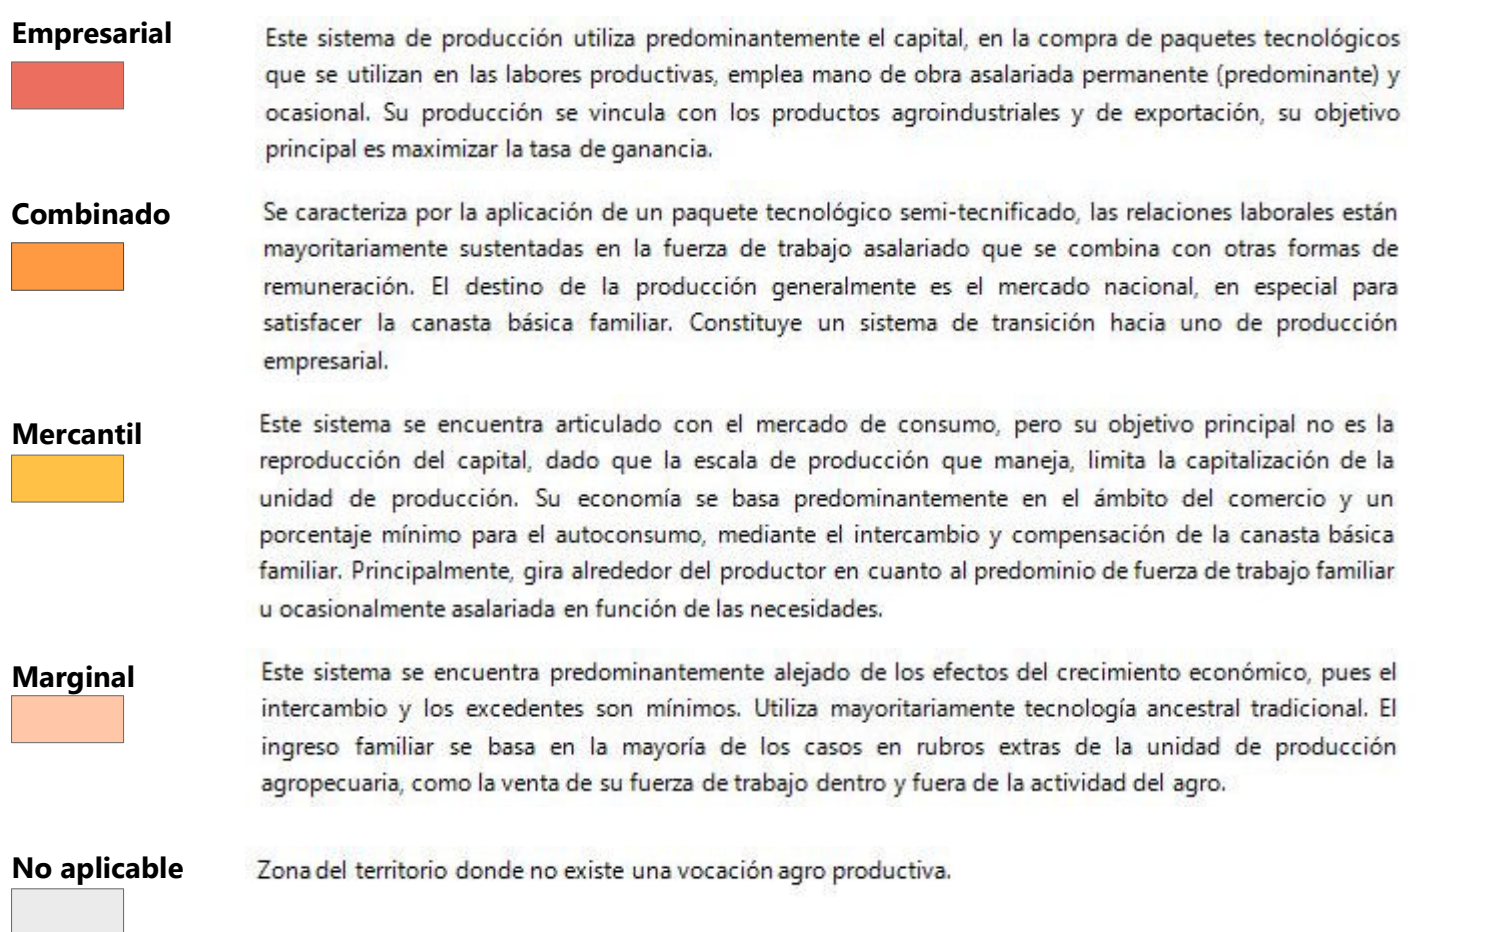 Empresarial
Este sistema de producción utiliza predominantemente el capital, en la compra de paquetes tecnológicos
que se utilizan en las labores productivas, emplea mano de obra asalariada permanente (predominante) y
ocasional. Su producción se vincula con los productos agroindustriales y de exportación, su objetivo
principal es maximizar la tasa de ganancia.
Combinado
Se caracteriza por la aplicación de un paquete tecnológico semi-tecnificado, las relaciones laborales están
mayoritariamente sustentadas en la fuerza de trabajo asalariado que se combina con otras formas de
remuneración. El destino de la producción generalmente es el mercado nacional, en especial para
satisfacer la canasta básica familiar. Constituye un sistema de transición hacia uno de producción
empresarial.
Mercantil
Este sistema se encuentra articulado con el mercado de consumo, pero su objetivo principal no es la
reproducción del capital, dado que la escala de producción que maneja, limita la capitalización de la
unidad de producción. Su economía se basa predominantemente en el ámbito del comercio y un
porcentaje mínimo para el autoconsumo, mediante el intercambio y compensación de la canasta básica
familiar. Principalmente, gira alrededor del productor en cuanto al predominio de fuerza de trabajo familiar
u ocasionalmente asalariada en función de las necesidades.
Marginal
Este sistema se encuentra predominantemente alejado de los efectos del crecimiento económico, pues el
intercambio y los excedentes son mínimos. Utiliza mayoritariamente tecnología ancestral tradicional. El
ingreso familiar se basa en la mayoría de los casos en rubros extras de la unidad de producción
agropecuaria, como la venta de su fuerza de trabajo dentro y fuera de la actividad del agro.
No aplicable
Zona del territorio donde no existe una vocación agro productiva.